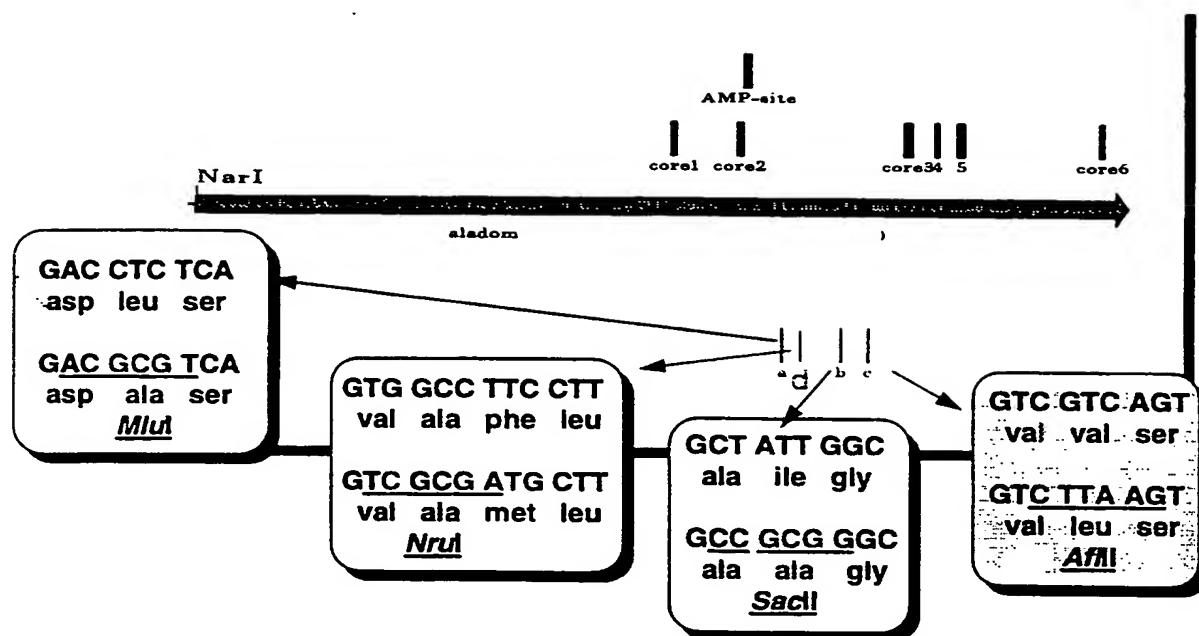 AMP-site
core1 core2 core34 5 core6
NarI
aladom
GAC CTC TCA
asp leu ser
GACGCGTCA
asp ala ser
MluI
a d b c
GTG GCC TTC CTT
val ala phe leu
GTC GCG ATG CTT
val ala met leu
NruI
GCT ATT GGC
ala ile gly
GCC GCG GGC
ala ala gly
SacII
GTC GTC AGT
val val ser
GTC TTA AGT
val leu ser
AflII